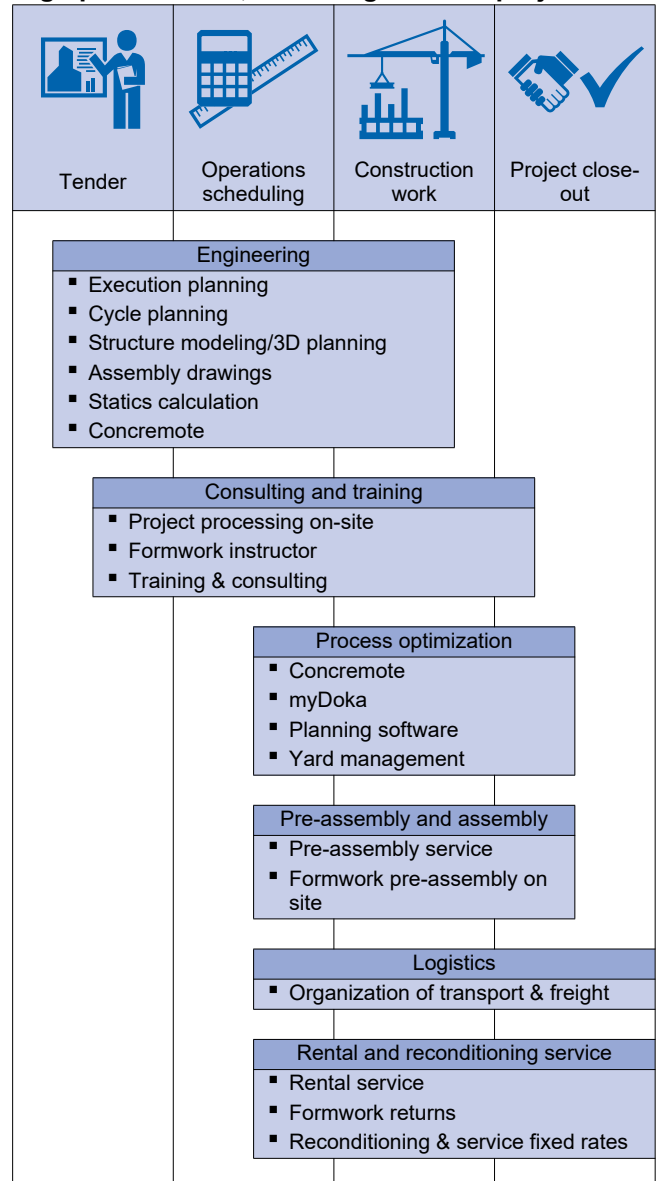 Tender
Operations
scheduling
Construction
work
Project close-
out
Engineering
▪ Execution planning
▪ Cycle planning
▪ Structure modeling/3D planning
▪ Assembly drawings
▪ Statics calculation
▪ Concremote
Consulting and training
▪ Project processing on-site
▪ Formwork instructor
▪ Training & consulting
Process optimization
▪ Concremote
▪ myDoka
▪ Planning software
▪ Yard management
Pre-assembly and assembly
▪ Pre-assembly service
▪ Formwork pre-assembly on
site
Logistics
▪ Organization of transport & freight
Rental and reconditioning service
▪ Rental service
▪ Formwork returns
▪ Reconditioning & service fixed rates